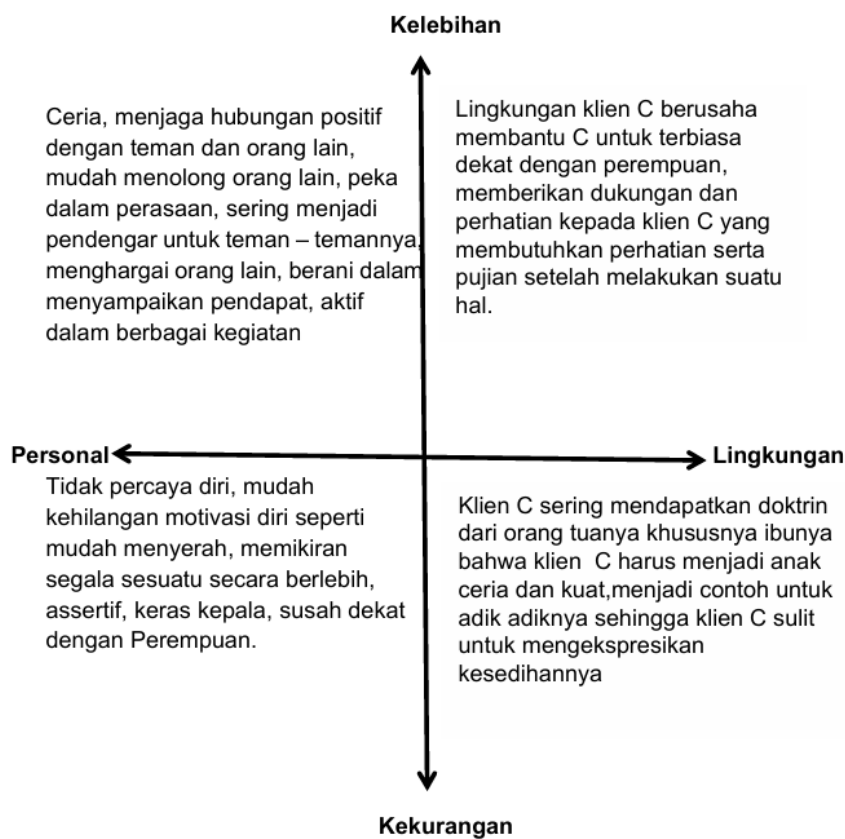 Kelebihan
Ceria, menjaga hubungan positif
dengan teman dan orang lain,
mudah menolong orang lain, peka
dalam perasaan, sering menjadi
pendengar untuk teman – temannya,
menghargai orang lain, berani dalam
menyampaikan pendapat, aktif
dalam berbagai kegiatan
Lingkungan klien C berusaha
membantu C untuk terbiasa
dekat dengan perempuan,
memberikan dukungan dan
perhatian kepada klien C yang
membutuhkan perhatian serta
pujian setelah melakukan suatu
hal.
Personal
Lingkungan
Tidak percaya diri, mudah
kehilangan motivasi diri seperti
mudah menyerah, memikiran
segala sesuatu secara berlebih,
assertif, keras kepala, susah dekat
dengan Perempuan.
Klien C sering mendapatkan doktrin
dari orang tuanya khususnya ibunya
bahwa klien  C harus menjadi anak
ceria dan kuat,menjadi contoh untuk
adik adiknya sehingga klien C sulit
untuk mengekspresikan
kesedihannya
Kekurangan